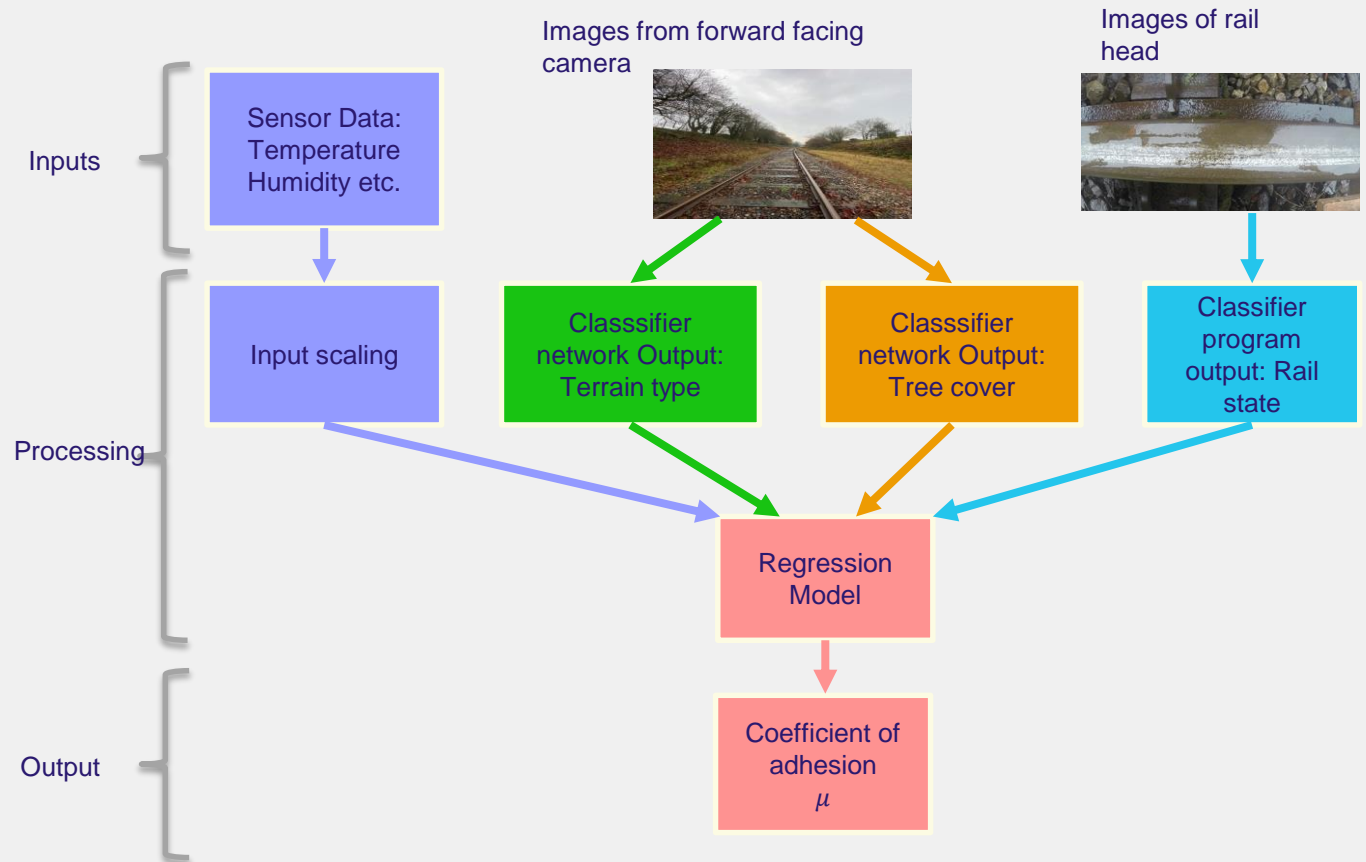 Images from forward facing
camera
Images of rail
head
Inputs
Sensor Data:
Temperature
Humidity etc.
Processing
Input scaling
Classsifier
network Output:
Terrain type
Classsifier
network Output:
Tree cover
Classifier
program
output: Rail
state
Regression
Model
Output
Coefficient of
adhesion
μ